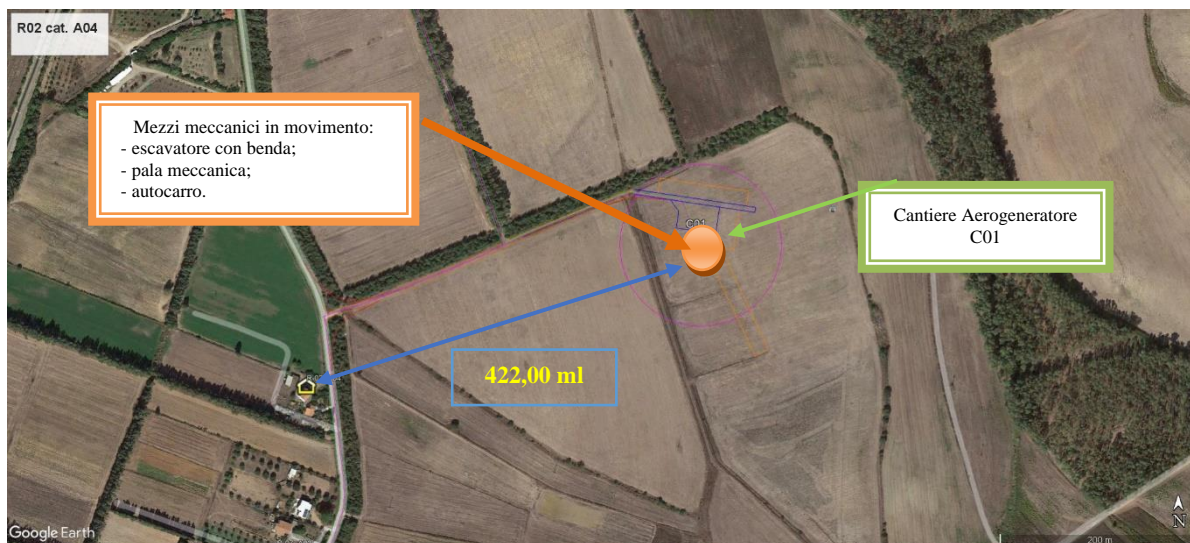 R02 cat. A04
Mezzi meccanici in movimento:
- escavatore con benda;
- pala meccanica;
- autocarro.
C01
Cantiere Aerogeneratore
C01
422,00 ml
Google Earth
N
200 m